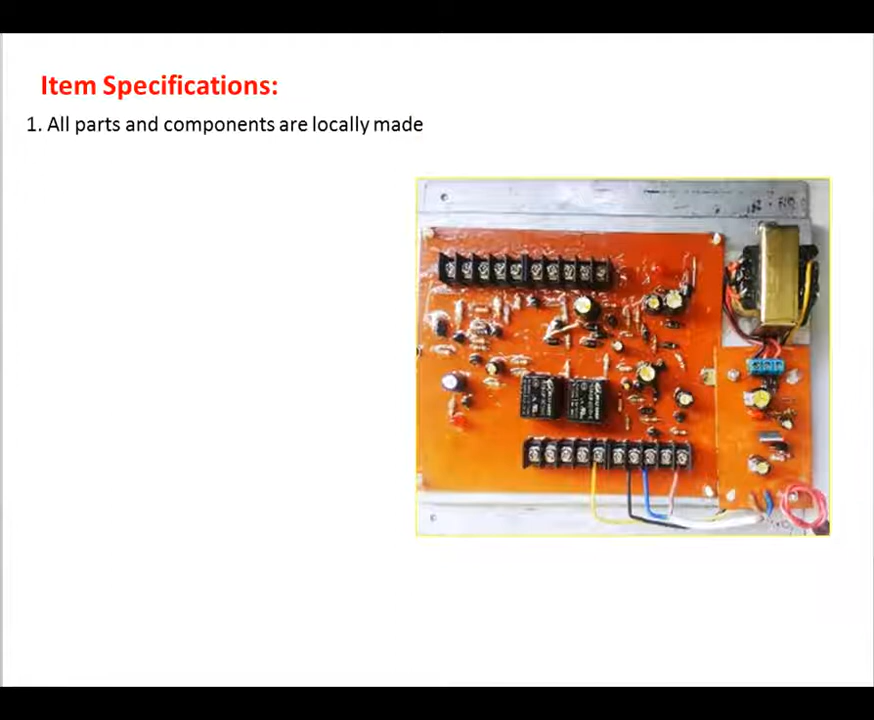 Item Specifications:
1. All parts and components are locally made